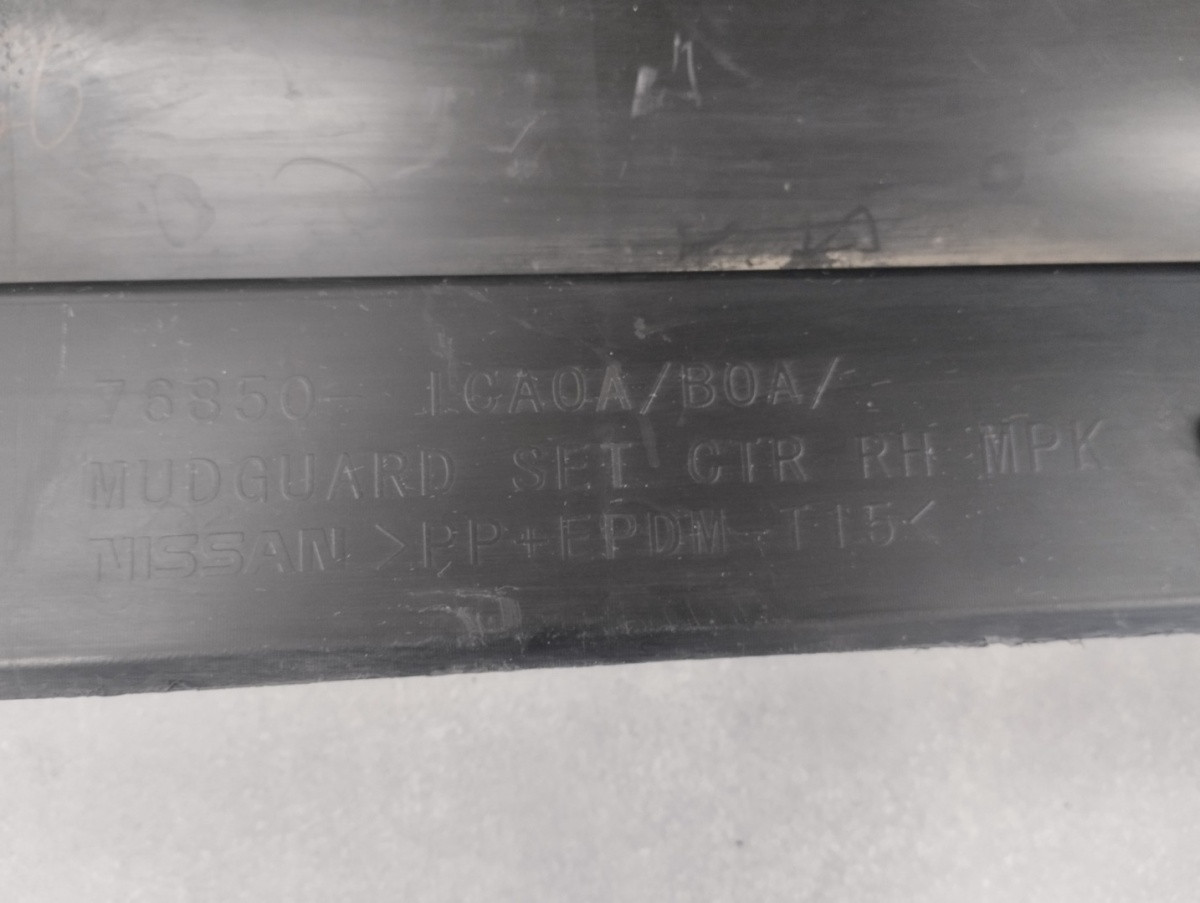 76850- 1CA0A/B0A/
MUDGUARD SET CTR RH MPK
NISSAN >PP+EPDM-T15<